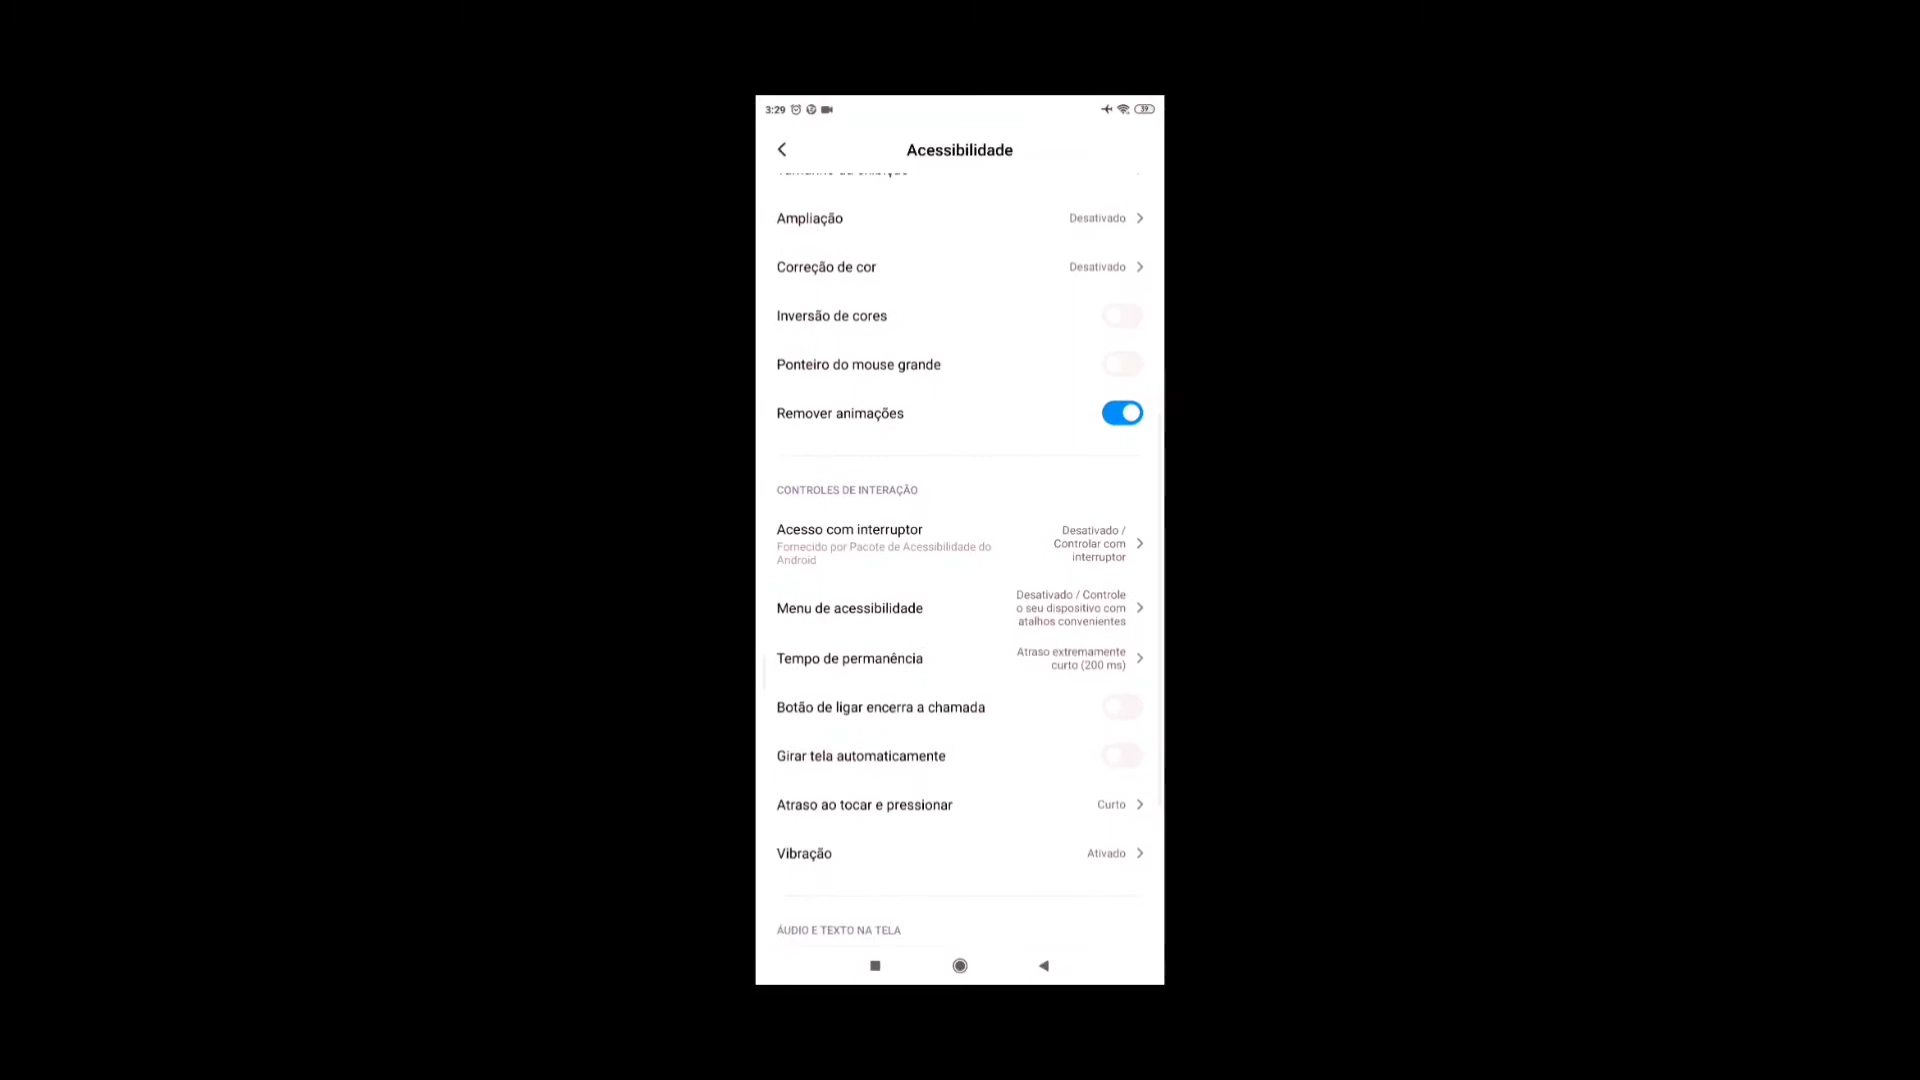 3:29
39
Acessibilidade
Ampliação
Desativado
Correção de cor
Desativado
Inversão de cores
Ponteiro do mouse grande
Remover animações
CONTROLES DE INTERAÇÃO
Acesso com interruptor
Fornecido por Pacote de Acessibilidade do
Android
Desativado /
Controlar com
interruptor
Menu de acessibilidade
Desativado / Controle
o seu dispositivo com
atalhos convenientes
Tempo de permanência
Atraso extremamente
curto (200 ms)
Botão de ligar encerra a chamada
Girar tela automaticamente
Atraso ao tocar e pressionar
Curto
Vibração
Ativado
ÁUDIO E TEXTO NA TELA